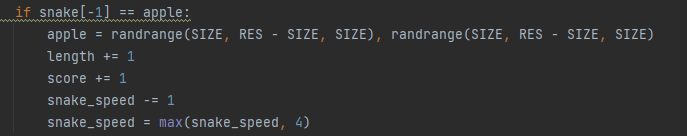 if snake[-1] == apple:
    apple = randrange(SIZE, RES - SIZE, SIZE), randrange(SIZE, RES - SIZE, SIZE)
    length += 1
    score += 1
    snake_speed -= 1
    snake_speed = max(snake_speed, 4)